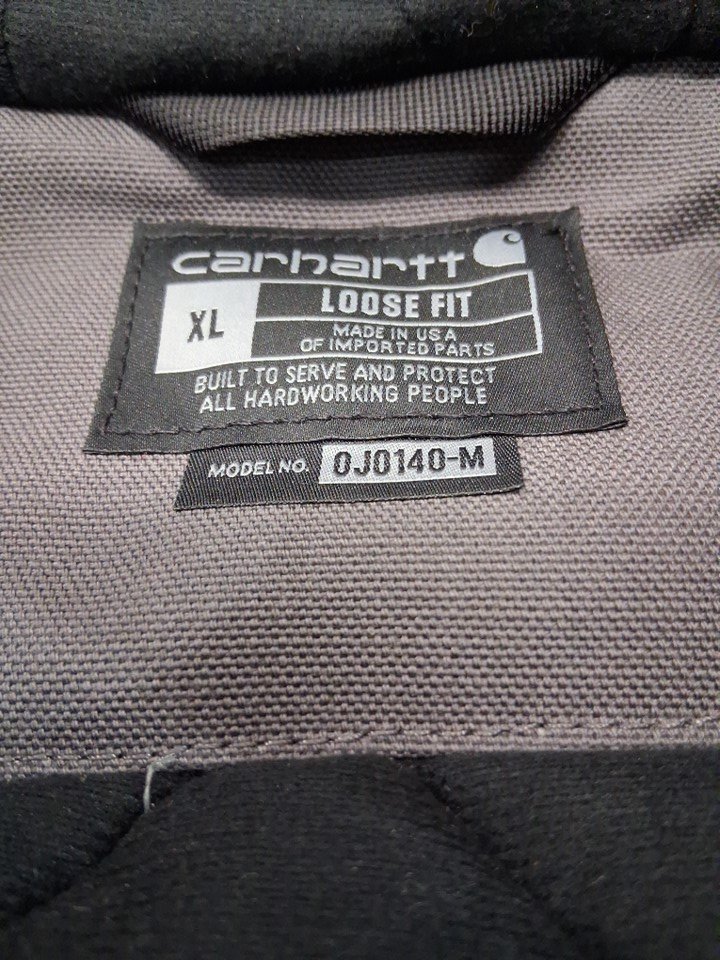 carhartt
XL
LOOSE FIT
MADE IN USA
OF IMPORTED PARTS
BUILT TO SERVE AND PROTECT
ALL HARDWORKING PEOPLE
MODEL NO. 0J0140-M